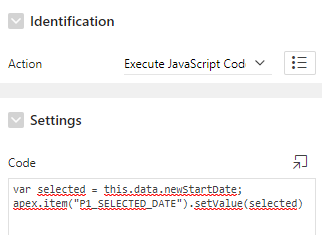 Identification
Action
Execute JavaScript Cod
Settings
Code
var selected = this.data.newStartDate;
apex.item("P1_SELECTED_DATE").setValue(selected)